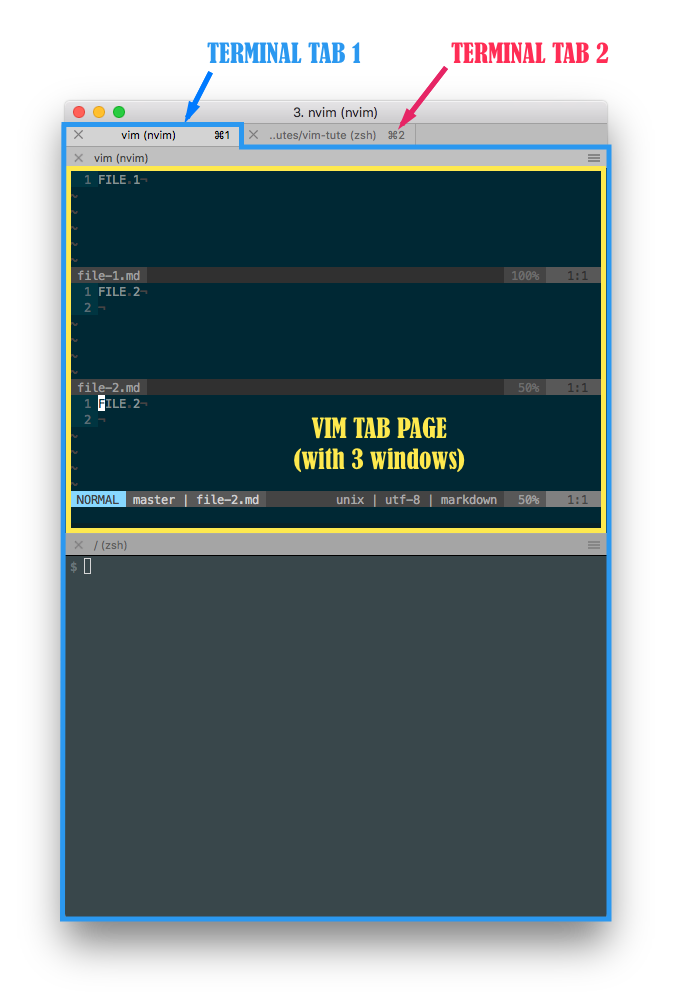 TERMINAL TAB 1 TERMINAL TAB 2
3. nvim (nvim)
vim (nvim) ⌘1 ..utes/vim-tute (zsh) ⌘2
vim (nvim)
1 FILE.1¬
~
~
~
~
~
file-1.md 100% 1:1
1 FILE.2¬
2 ¬
~
~
~
~
file-2.md 50% 1:1
1 FILE.2¬
2 ¬
~
~
~
~
VIM TAB PAGE
(with 3 windows)
NORMAL master | file-2.md unix | utf-8 | markdown 50% 1:1
/ (zsh)
$